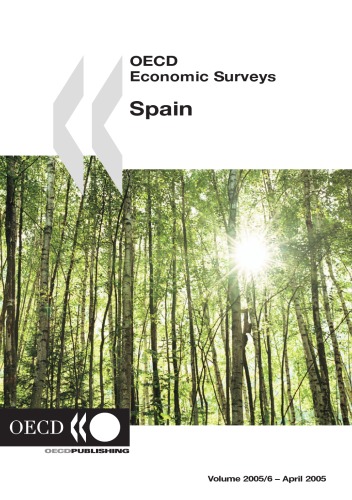 OECD
Economic Surveys
Spain
OECD
OECDPUBLISHING
Volume 2005/6 – April 2005